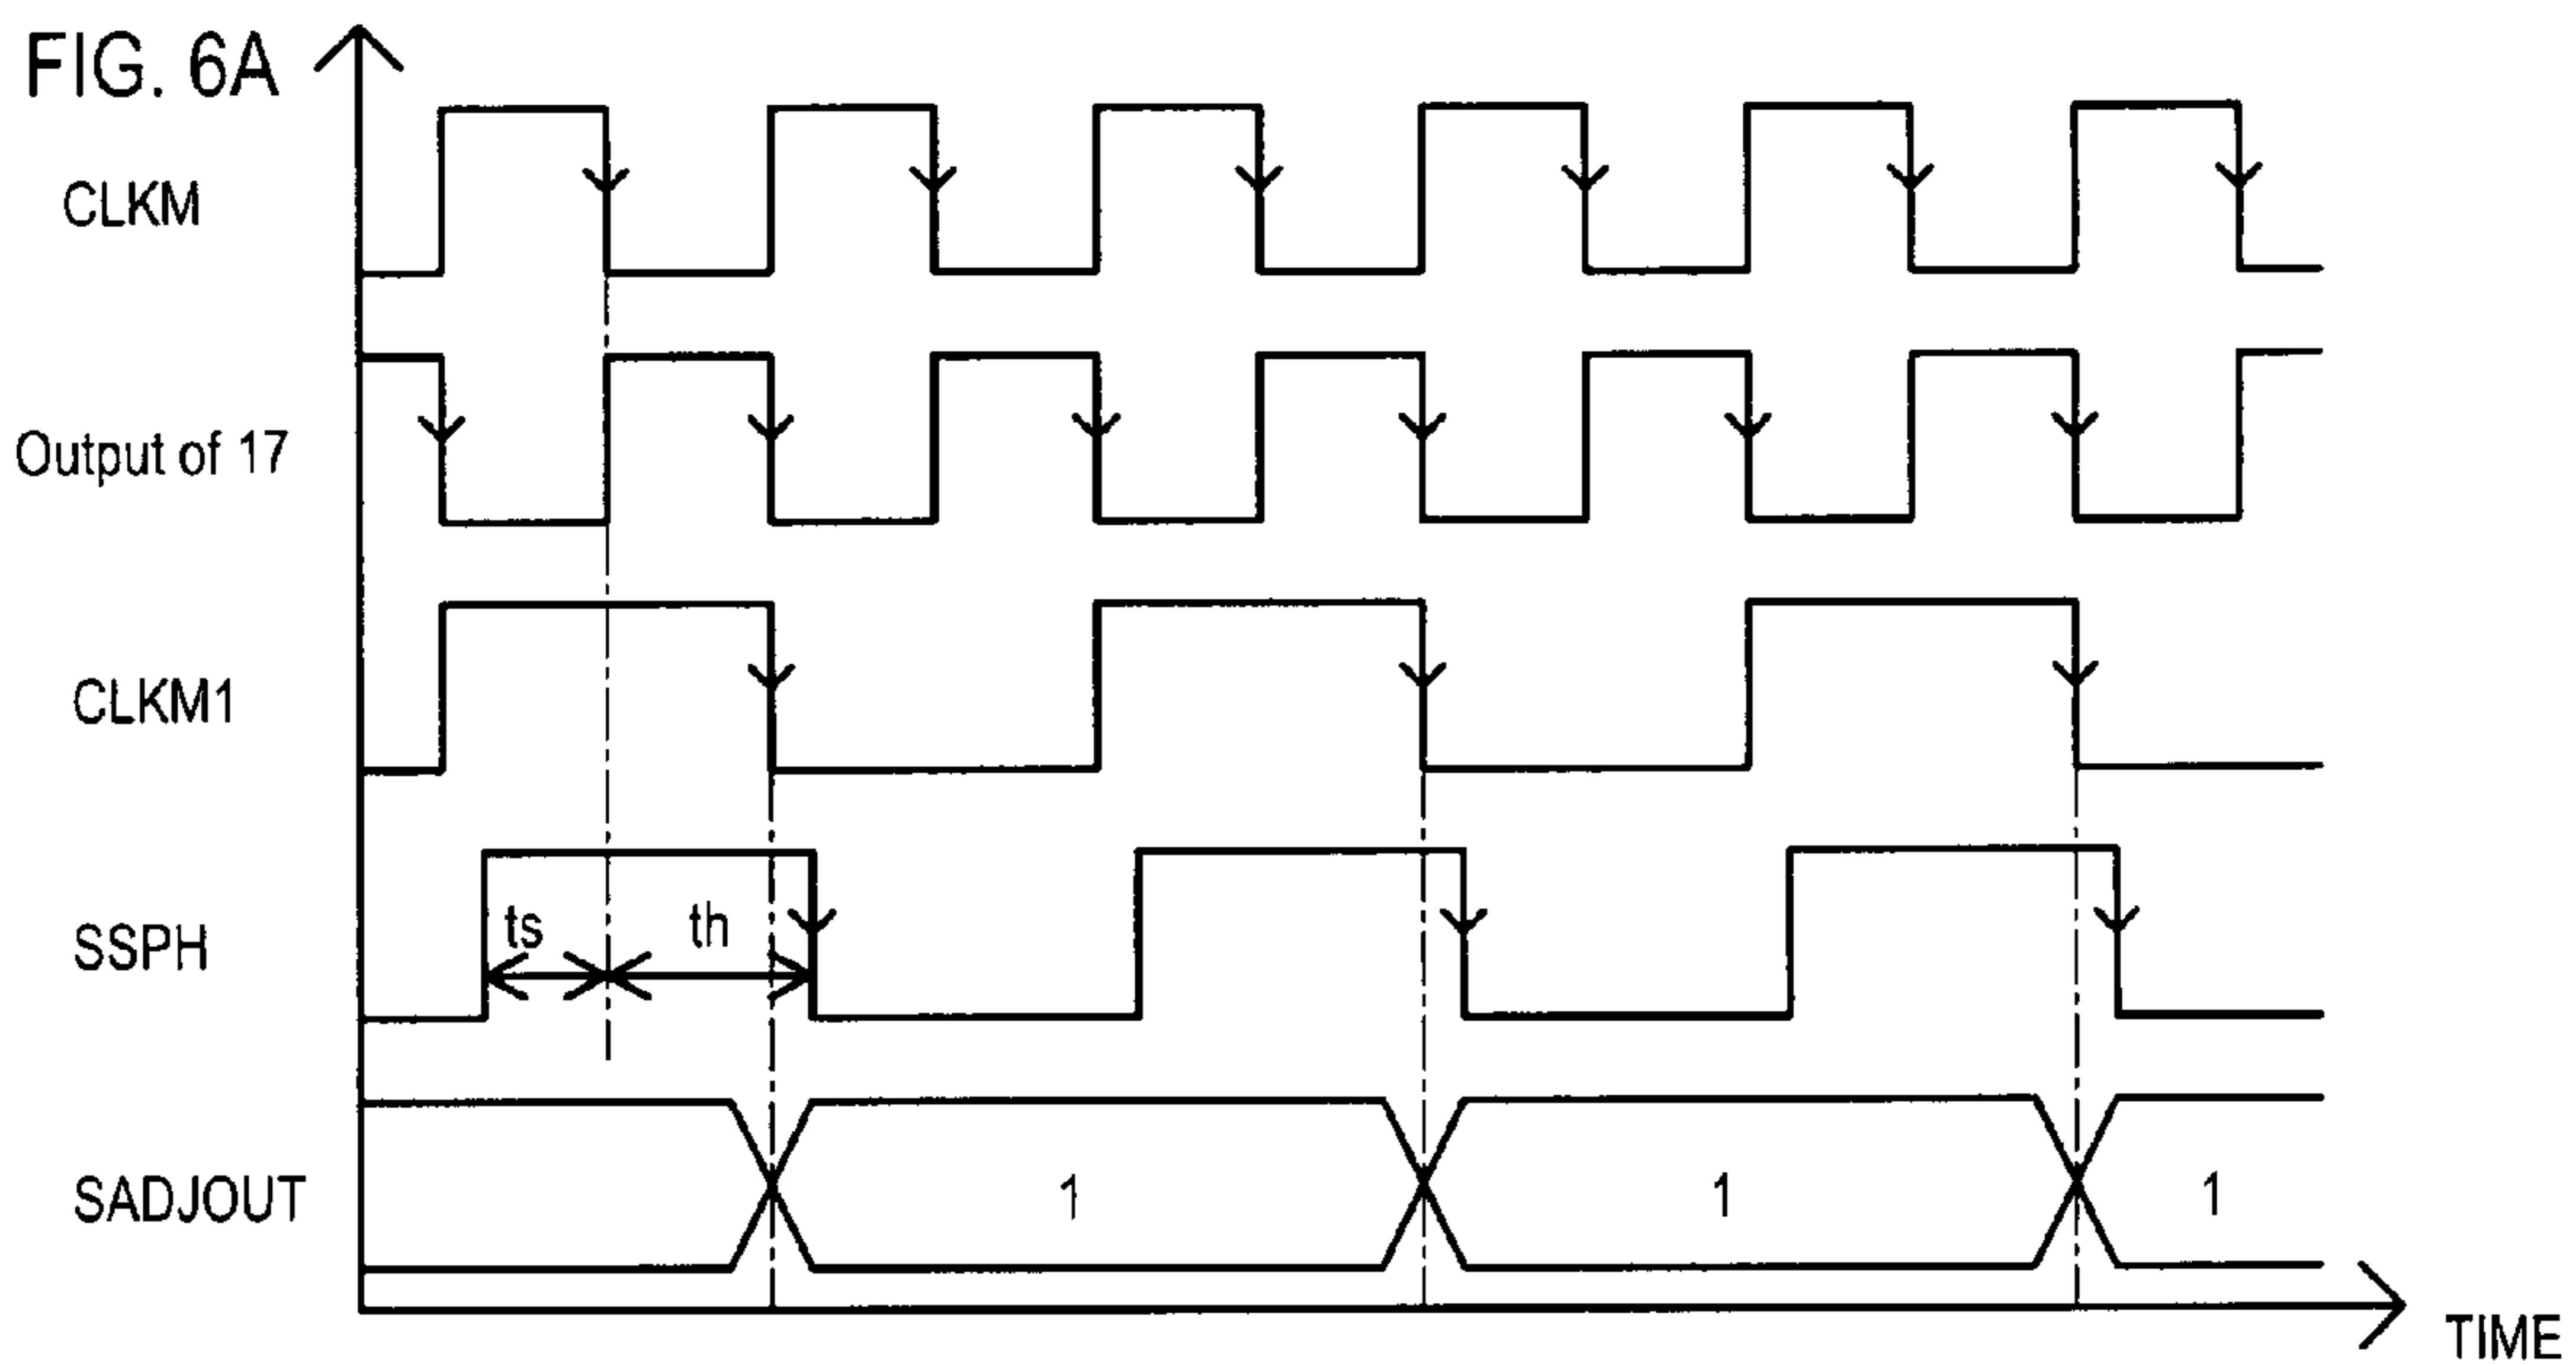 FIG. 6A
CLKM
Output of 17
CLKM1
SSPH
ts
th
SADJOUT
1
1
1
TIME